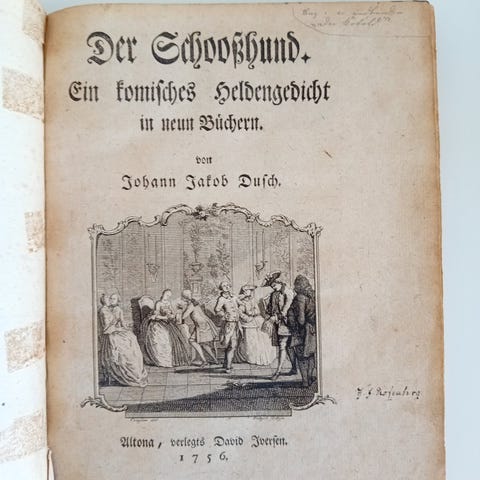 Der Schooßhund.
Ein komisches Heldengedicht
in neun Büchern.
von
Johann Jakob Dusch.
Altona, verlegts David Iversen.
1756.